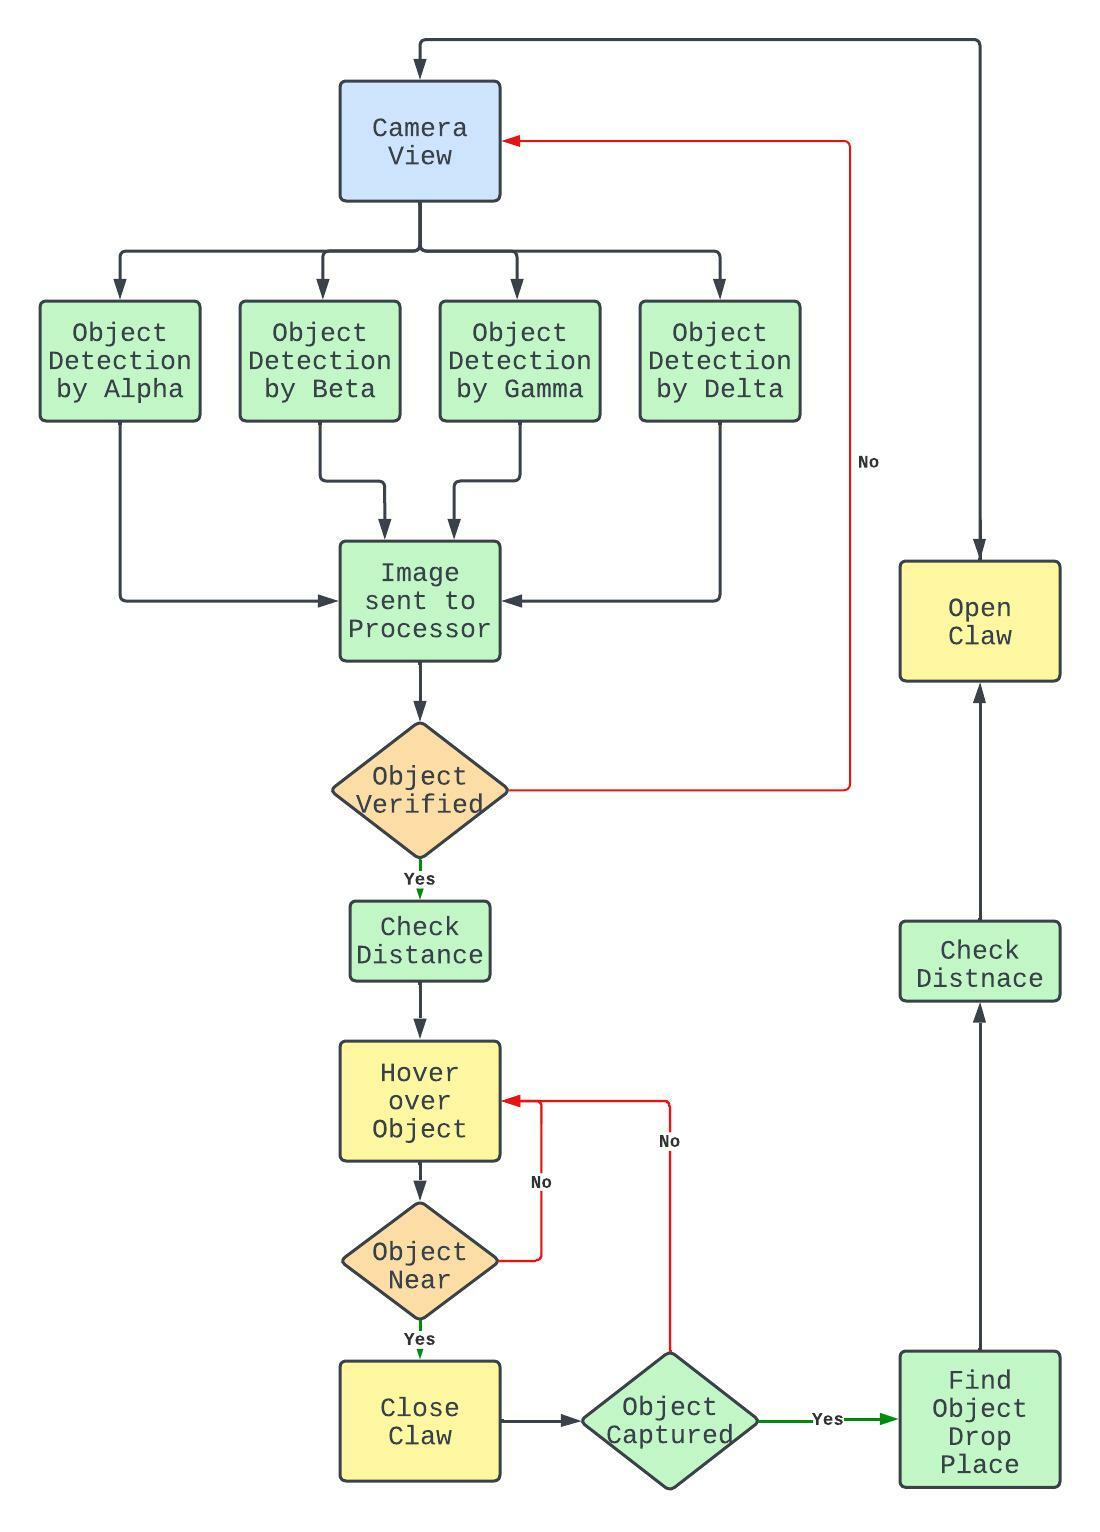 Camera
View
Object
Detection
by Alpha
Object
Detection
by Beta
Object
Detection
by Gamma
Object
Detection
by Delta
No
Image
sent to
Processor
Open
Claw
Object
Verified
Yes
Check
Distance
Check
Distnace
Hover
over
Object
No
No
Object
Near
Yes
Close
Claw
Object
Captured
Yes
Find
Object
Drop
Place